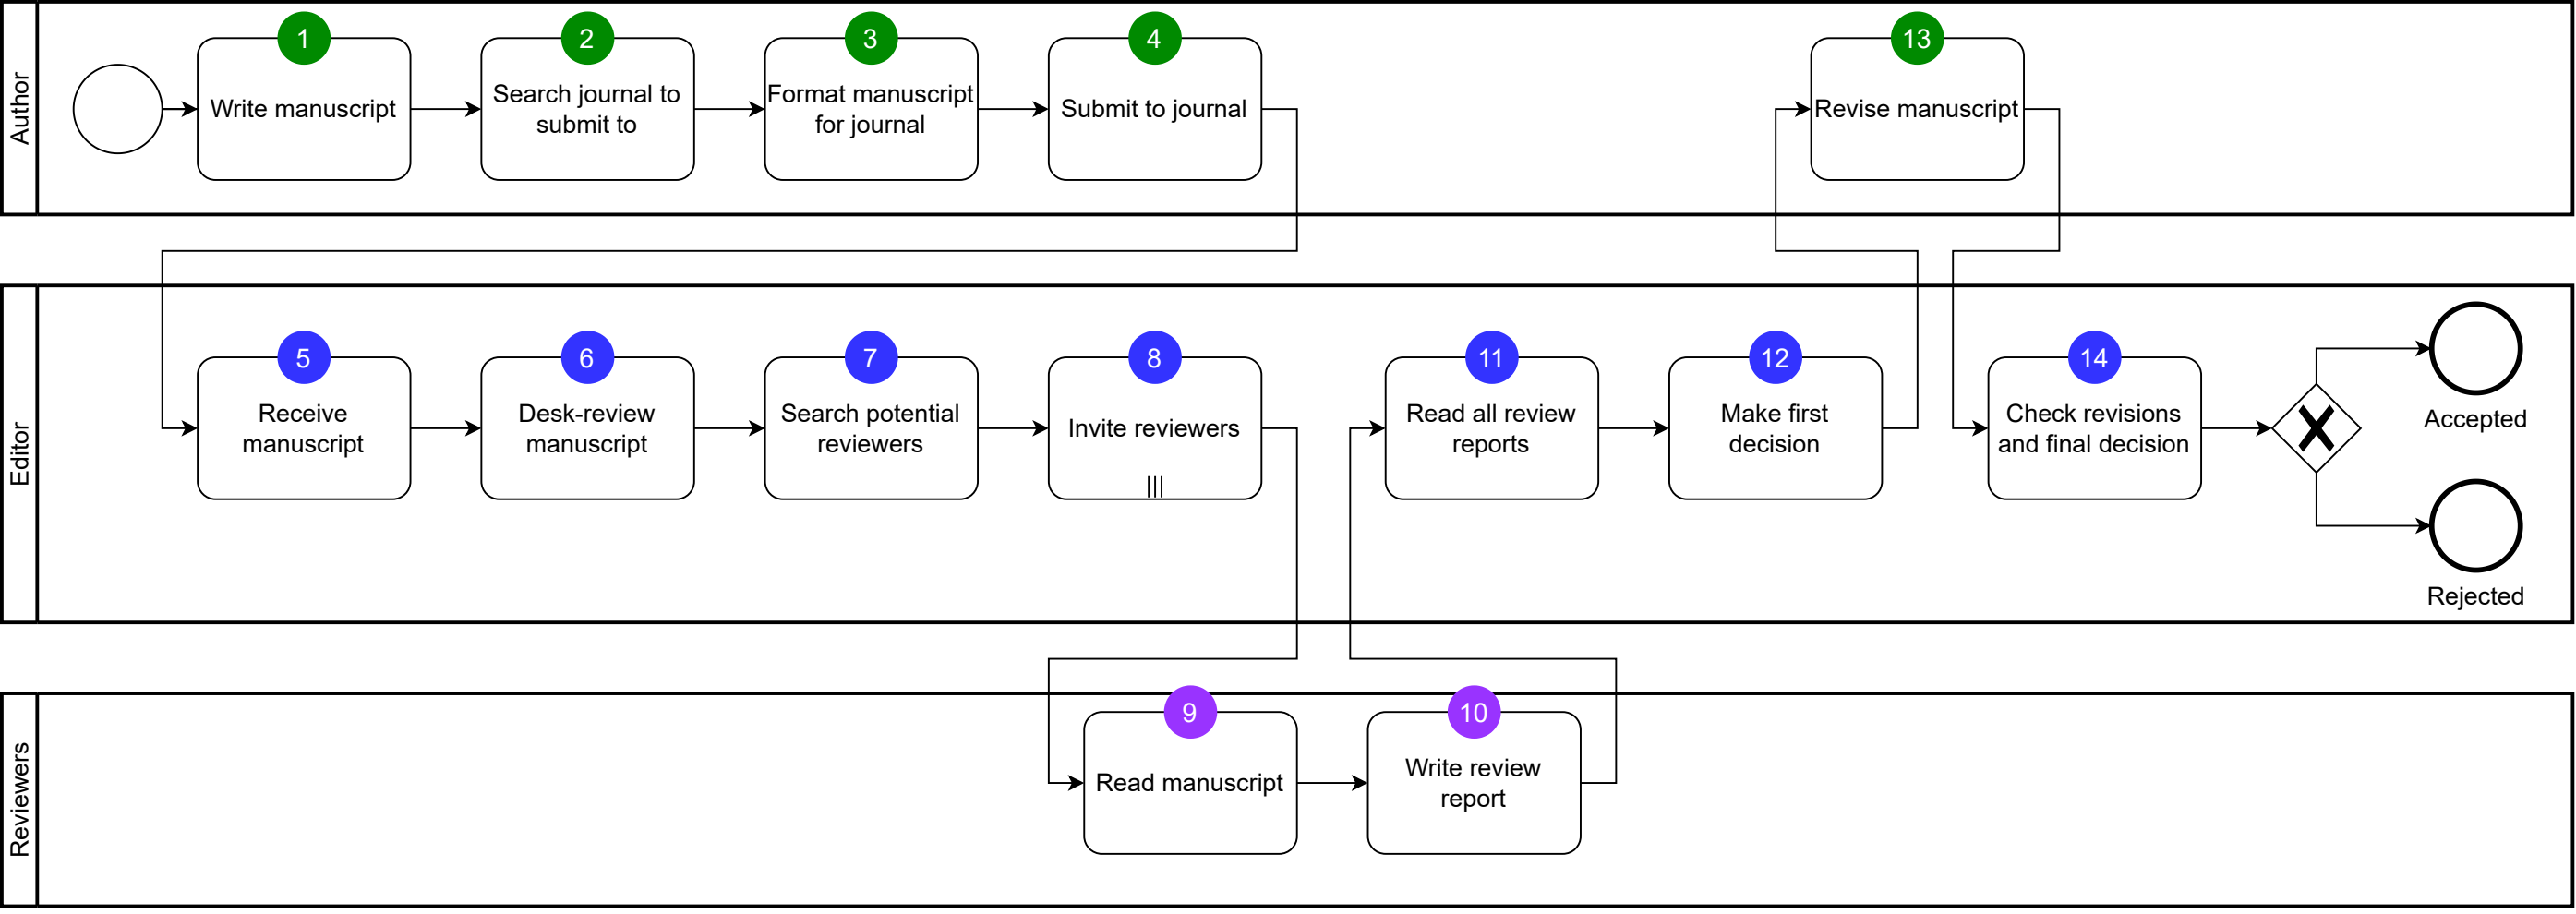 Author
1
Write manuscript
2
Search journal to
submit to
3
Format manuscript
for journal
4
Submit to journal
13
Revise manuscript
Editor
5
Receive
manuscript
6
Desk-review
manuscript
7
Search potential
reviewers
8
Invite reviewers
11
Read all review
reports
12
Make first
decision
14
Check revisions
and final decision
X
Accepted
Rejected
Reviewers
9
Read manuscript
10
Write review
report